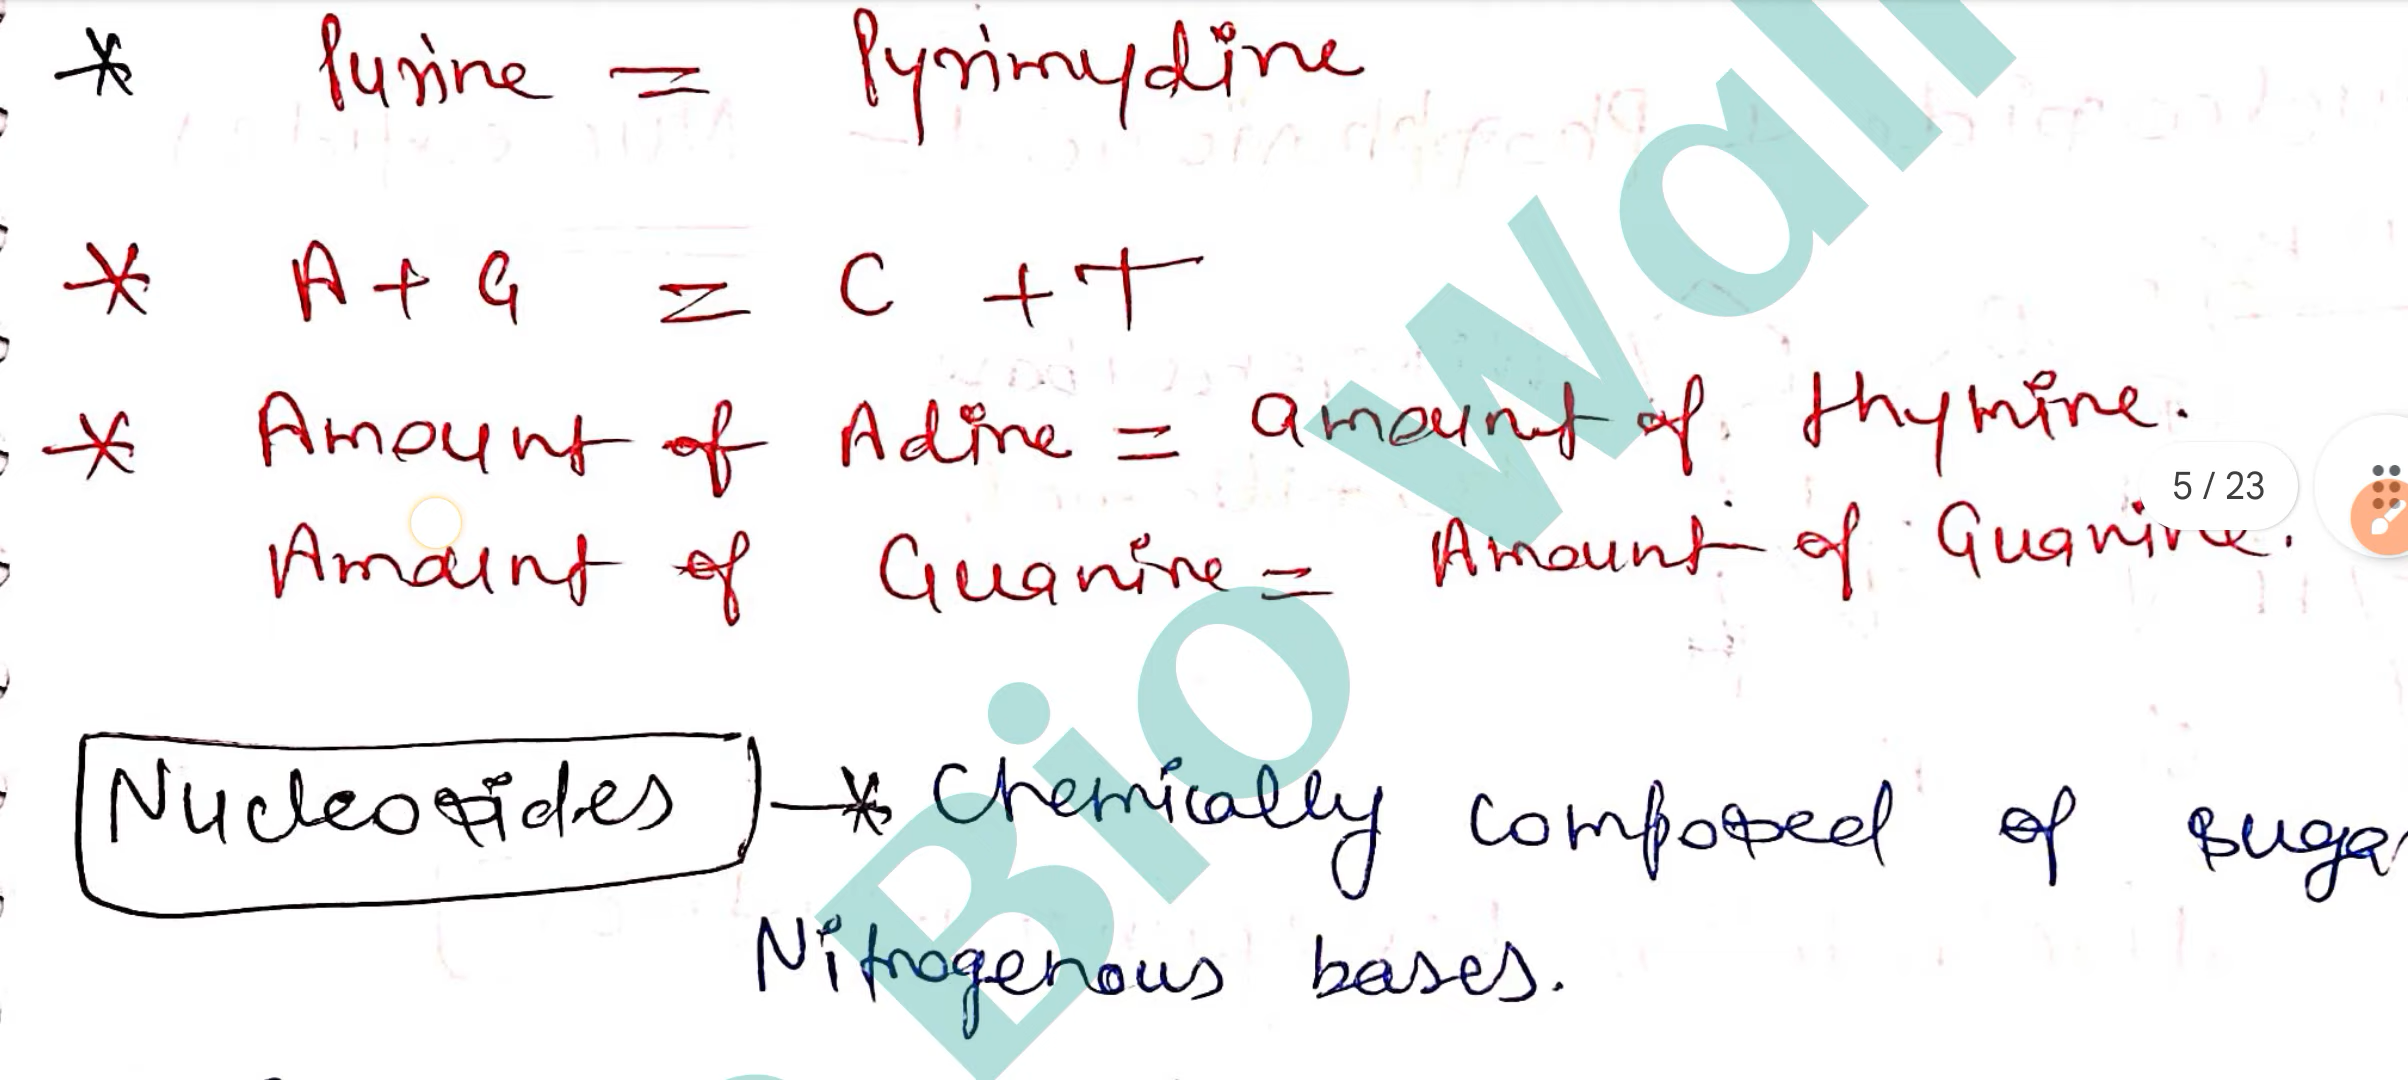 * Purine = Pyrimydine
* A + G = C + T
* Amount of Adine = amount of thymine.
5 / 23
Amount of Guanine = Amount of Guanine.
Nucleosides → * Chemically composed of sugar
Nitrogenous bases.
Bio Wall